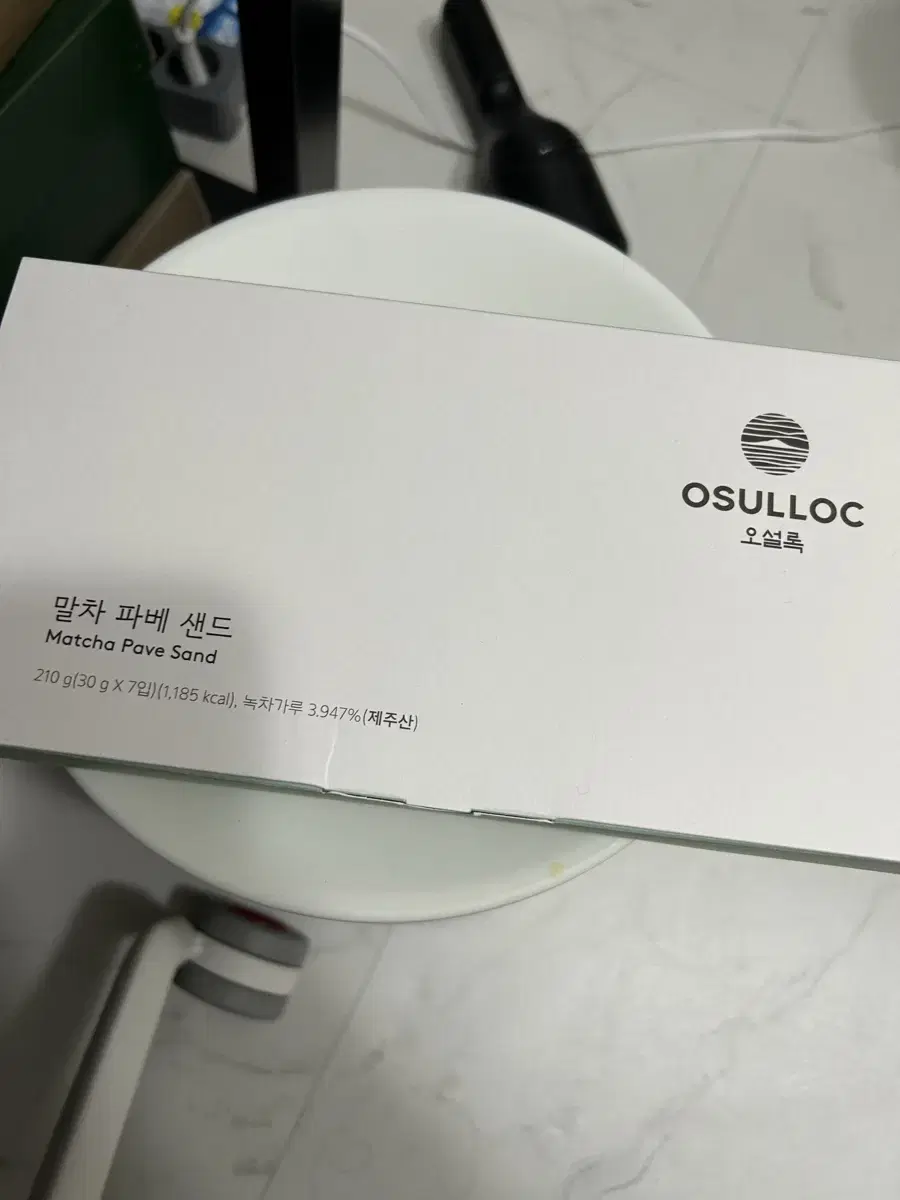 OSULLOC
오설록
말차 파베 샌드
Matcha Pave Sand
210 g(30 g X 7입)(1,185 kcal), 녹차가루 3.947%(제주산)